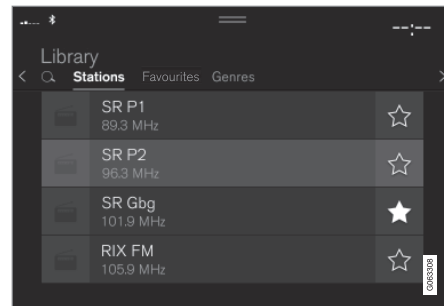 --:--
Library
Stations Favourites Genres
SR P1
89.3 MHz
SR P2
96.3 MHz
SR Gbg
101.9 MHz
RIX FM
105.9 MHz
G063308